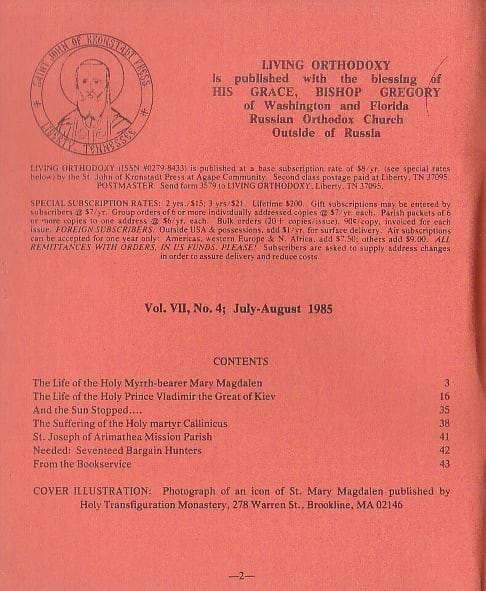 SAINT JOHN OF KRONSTADT PRESS
LIBERTY, TENNESSEE
LIVING ORTHODOXY
is published with the blessing of
HIS GRACE, BISHOP GREGORY
of Washington and Florida
Russian Orthodox Church
Outside of Russia
LIVING ORTHODOXY (ISSN #0279-8433) is published at a base subscription rate of $8/yr. (see special rates
below) by the St. John of Kronstadt Press at Agape Community. Second class postage paid at Liberty, TN 37095.
POSTMASTER: Send form 3579 to LIVING ORTHODOXY, Liberty, TN 37095.
SPECIAL SUBSCRIPTION RATES: 2 yrs./$15; 3 yrs/$21. Lifetime $200. Gift subscriptions may be entered by
subscribers @ $7/yr. Group orders of 6 or more individually addressed copies @ $7/yr. each. Parish packets of 6
or more copies to one address @ $6/yr. each. Bulk orders (20+ copies/issue), 90¢/copy, invoiced for each
issue. FOREIGN SUBSCRIBERS: Outside USA & possessions, add $1/yr. for surface delivery. Air subscriptions
can be accepted for one year only: Americas, western Europe & N. Africa, add $7.50; others add $9.00. ALL
REMITTANCES WITH ORDERS, IN US FUNDS, PLEASE! Subscribers are asked to supply address changes
in order to assure delivery and reduce costs.
Vol. VII, No. 4; July-August 1985
CONTENTS
The Life of the Holy Myrrh-bearer Mary Magdalen 3
The Life of the Holy Prince Vladimir the Great of Kiev 16
And the Sun Stopped.... 35
The Suffering of the Holy martyr Callinicus 38
St. Joseph of Arimathea Mission Parish 41
Needed: Seventeed Bargain Hunters 42
From the Bookservice 43
COVER ILLUSTRATION: Photograph of an icon of St. Mary Magdalen published by
Holy Transfiguration Monastery, 278 Warren St., Brookline, MA 02146
—2—